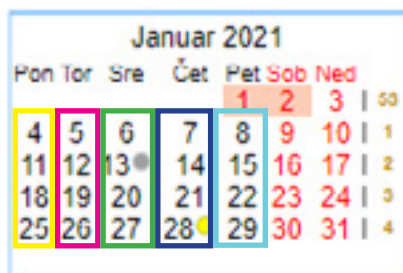 Januar 2021
Pon Tor Sre Čet Pet Sob Ned
1 2 3 53
4 5 6 7 8 9 10 1
11 12 13 14 15 16 17 2
18 19 20 21 22 23 24 3
25 26 27 28 29 30 31 4